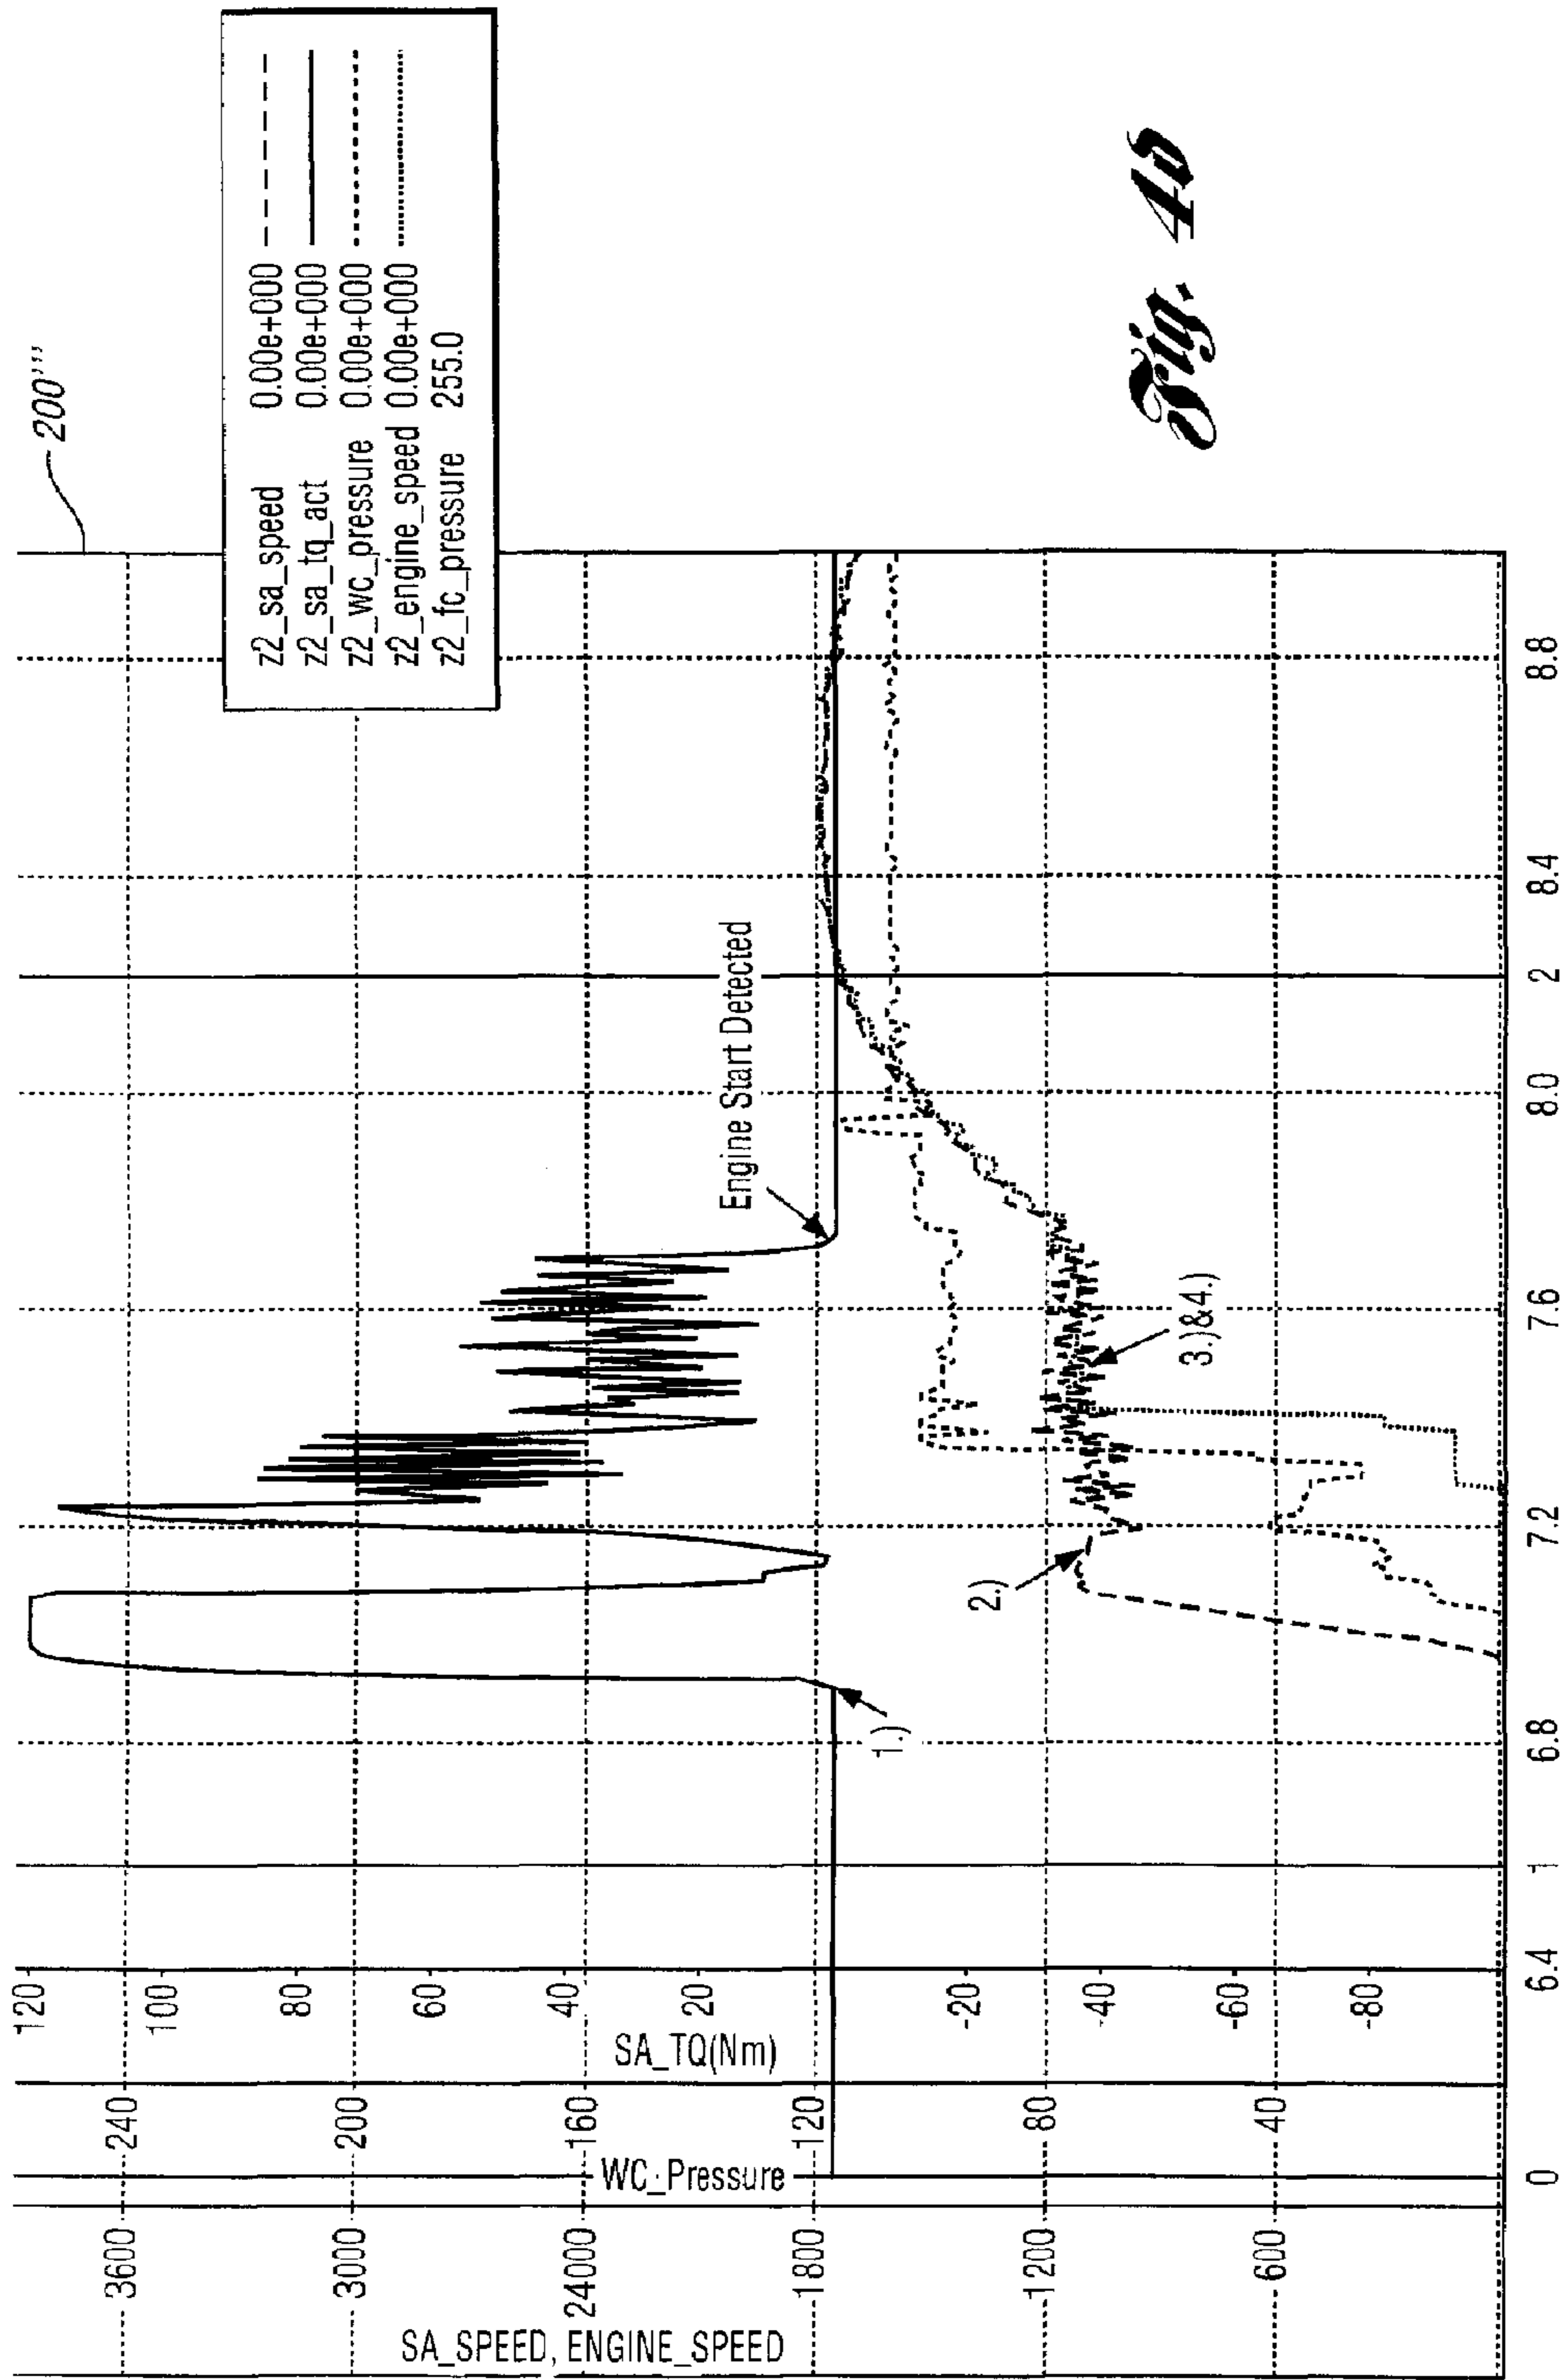 200'''
z2_sa_speed 0.00e+000
z2_sa_tq_act 0.00e+000
z2_wc_pressure 0.00e+000
z2_engine_speed 0.00e+000
z2_fc_pressure 255.0
SA_SPEED, ENGINE_SPEED
3600
3000
24000
1800
1200
600
WC_Pressure
240
200
160
120
80
40
SA_TQ(Nm)
120
100
80
60
40
20
-20
-40
-60
-80
1.)
2.)
3.)&4.)
Engine Start Detected
0 1 6.4 6.8 7.2 7.6 8.0 2 8.4 8.8
Fig. 4d